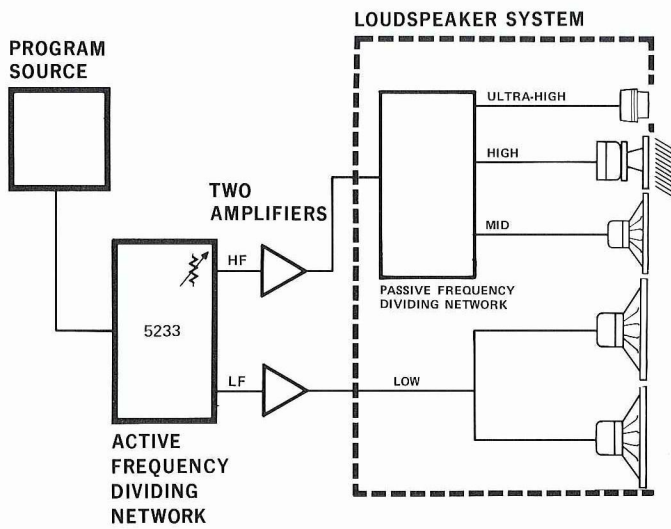 LOUDSPEAKER SYSTEM
PROGRAM
SOURCE
ULTRA-HIGH
HIGH
TWO
AMPLIFIERS
MID
HF
PASSIVE FREQUENCY
DIVIDING NETWORK
5233
LF
LOW
ACTIVE
FREQUENCY
DIVIDING
NETWORK